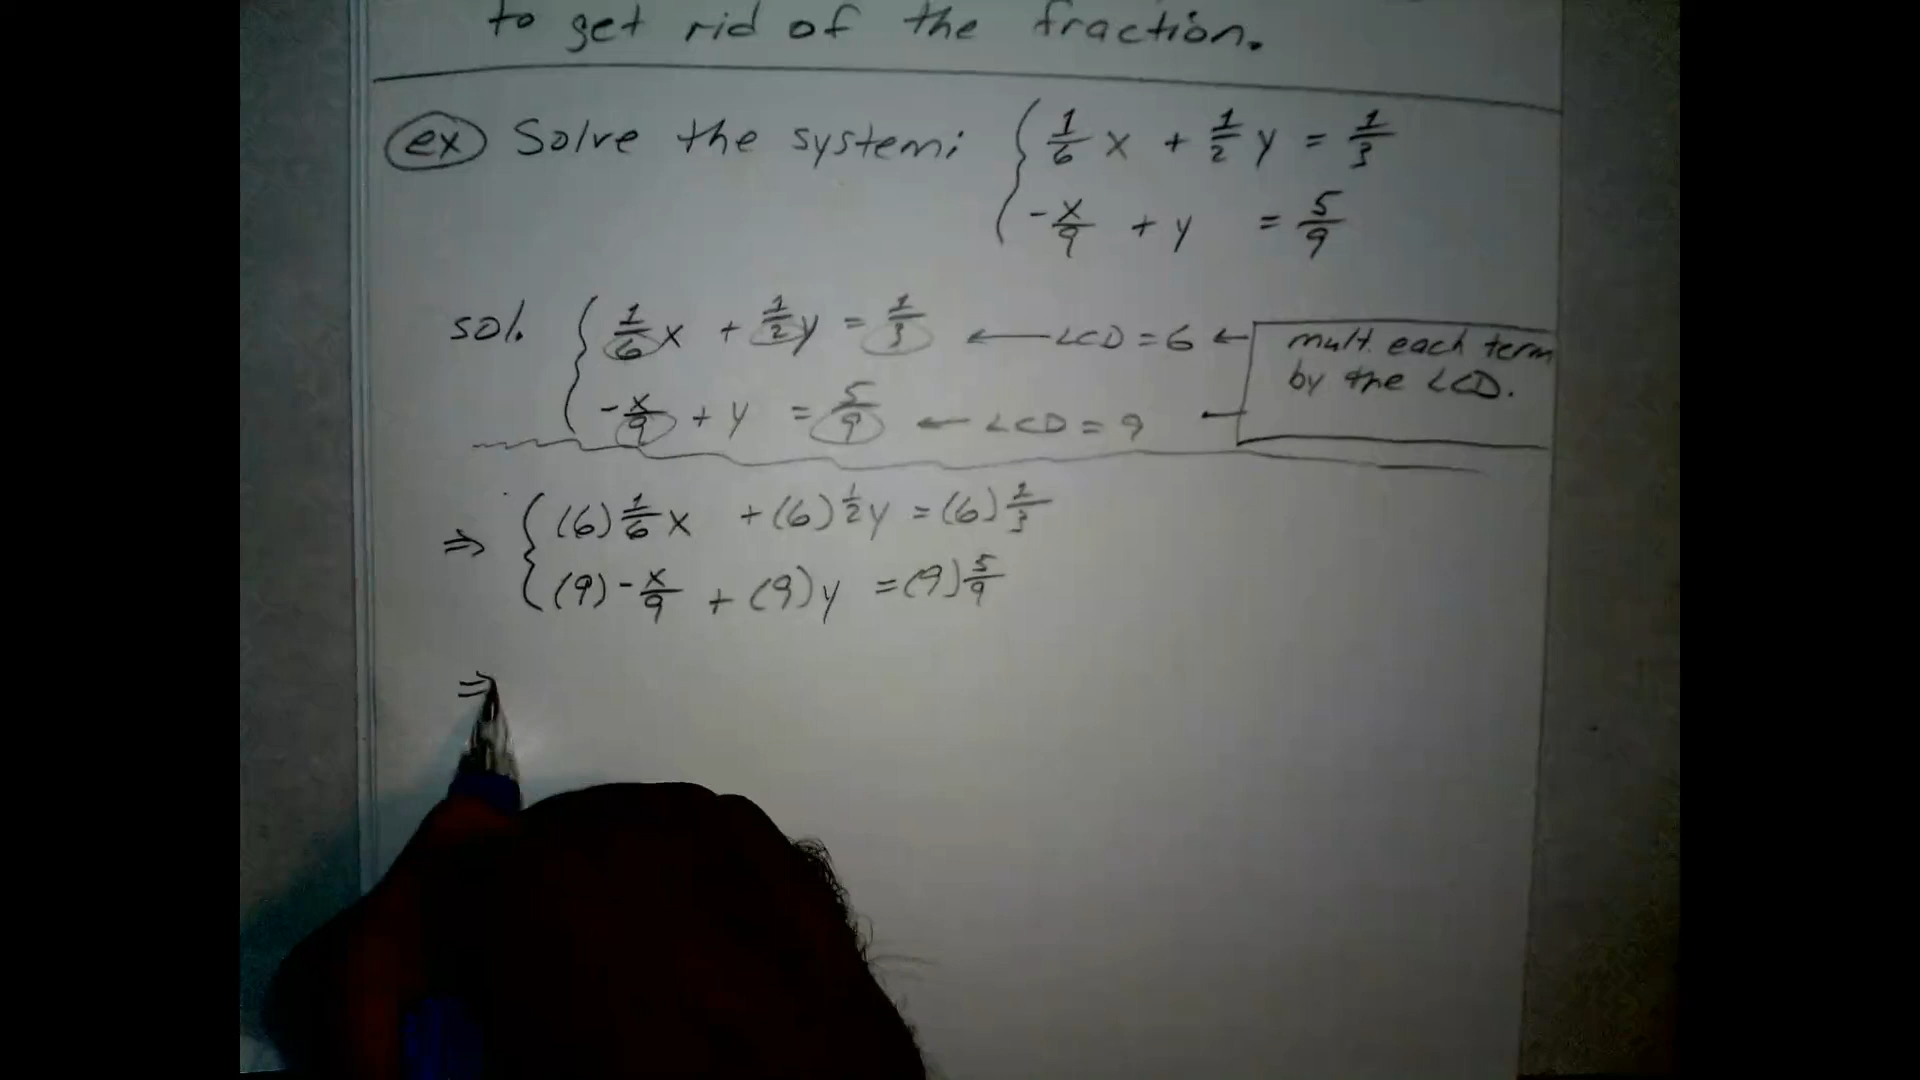 to get rid of the fraction.
ex Solve the system: { 1/6 x + 1/2 y = 1/3
-x/9 + y = 5/9
sol. { 1/6 x + 1/2 y = 1/3 ← LCD = 6 ← mult. each term
by the LCD.
-x/9 + y = 5/9 ← LCD = 9 ←
⇒ { (6) 1/6 x + (6) 1/2 y = (6) 1/3
(9) -x/9 + (9) y = (9) 5/9
⇒